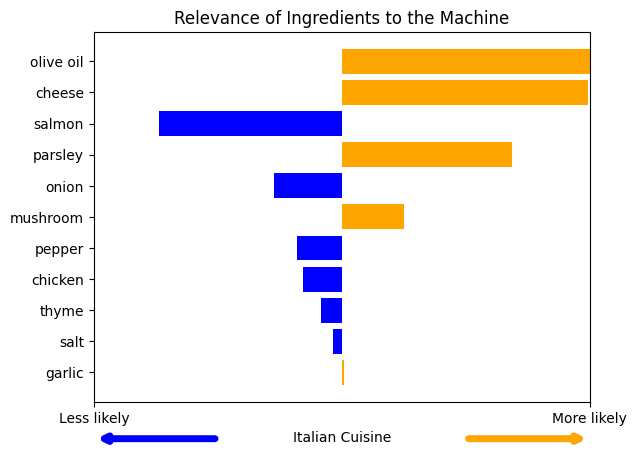 Relevance of Ingredients to the Machine
olive oil
cheese
salmon
parsley
onion
mushroom
pepper
chicken
thyme
salt
garlic
Less likely
More likely
Italian Cuisine